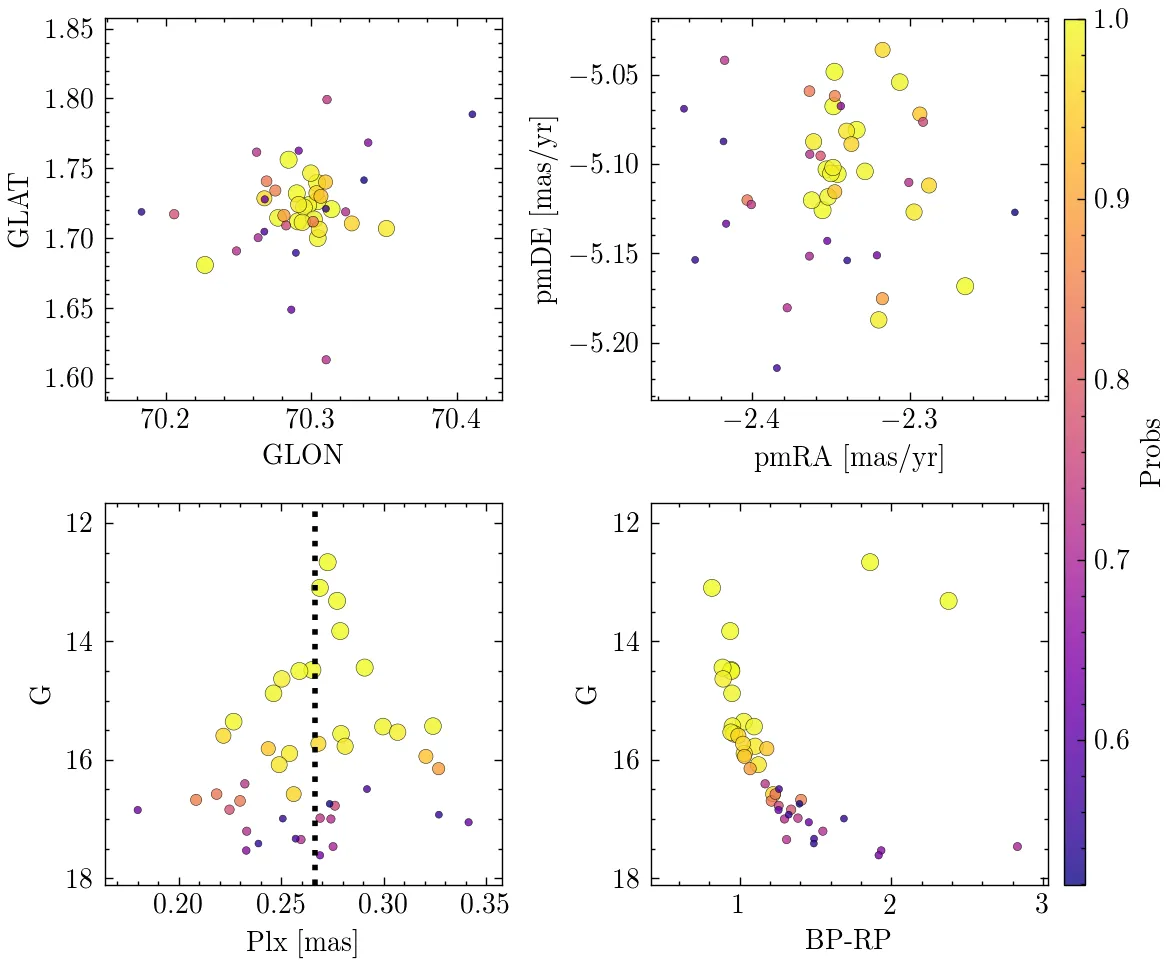 1.85
1.80
1.75
1.70
1.65
1.60
GLAT
70.2 70.3 70.4
GLON
−5.05
−5.10
−5.15
−5.20
pmDE [mas/yr]
−2.4 −2.3
pmRA [mas/yr]
12
14
16
18
G
0.20 0.25 0.30 0.35
Plx [mas]
12
14
16
18
G
1 2 3
BP-RP
1.0
0.9
0.8
0.7
0.6
Probs